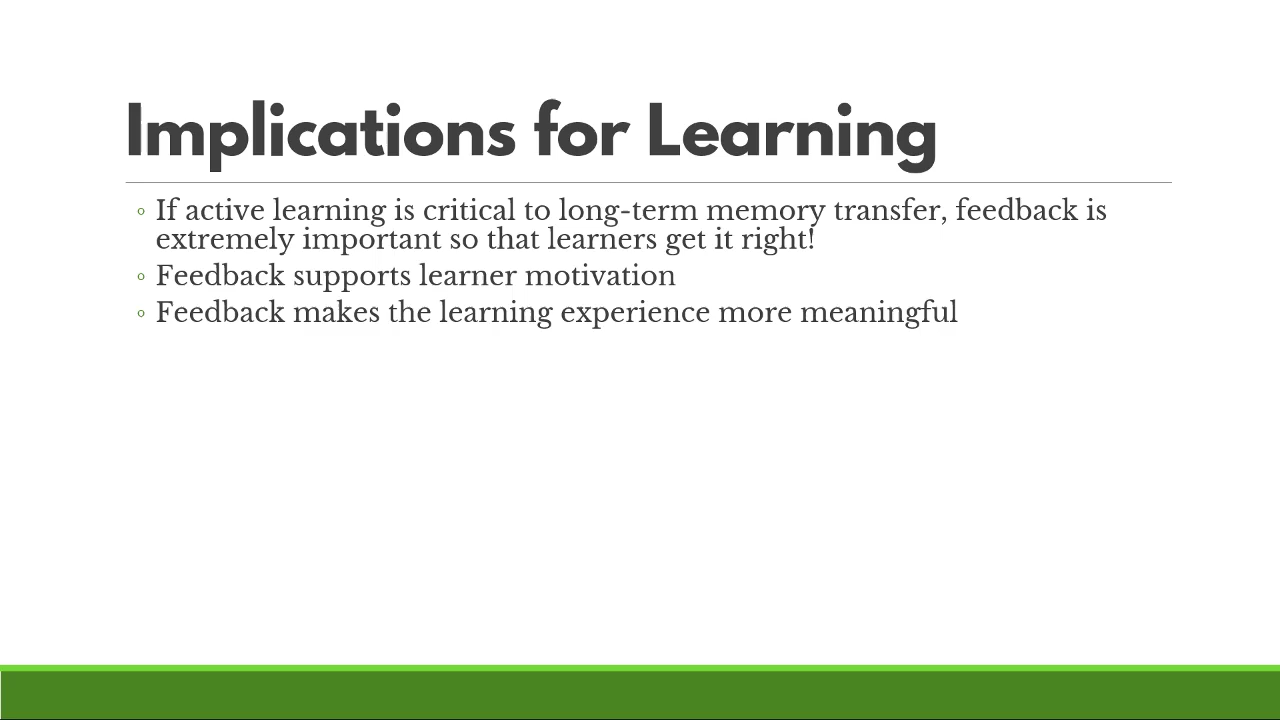 Implications for Learning
◦ If active learning is critical to long-term memory transfer, feedback is
extremely important so that learners get it right!
◦ Feedback supports learner motivation
◦ Feedback makes the learning experience more meaningful